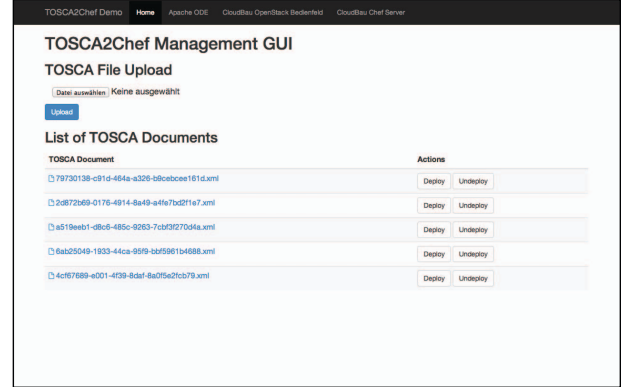 TOSCA2Chef Demo Home Apache ODE CloudBau OpenStack Bedienfeld CloudBau Chef Server
TOSCA2Chef Management GUI
TOSCA File Upload
Datei auswählen Keine ausgewählt
Upload
List of TOSCA Documents
TOSCA Document Actions
79730138-c91d-464a-a326-b9cebcee161d.xml Deploy Undeploy
2d872b69-0176-4914-8a49-a4fe7bd2f1e7.xml Deploy Undeploy
a519eeb1-d8c6-485c-9263-7cbf3f270d4a.xml Deploy Undeploy
6ab25049-1933-44ca-95f9-bbf5961b4688.xml Deploy Undeploy
4cf67689-e001-4f39-8daf-8a0f5e2fcb79.xml Deploy Undeploy